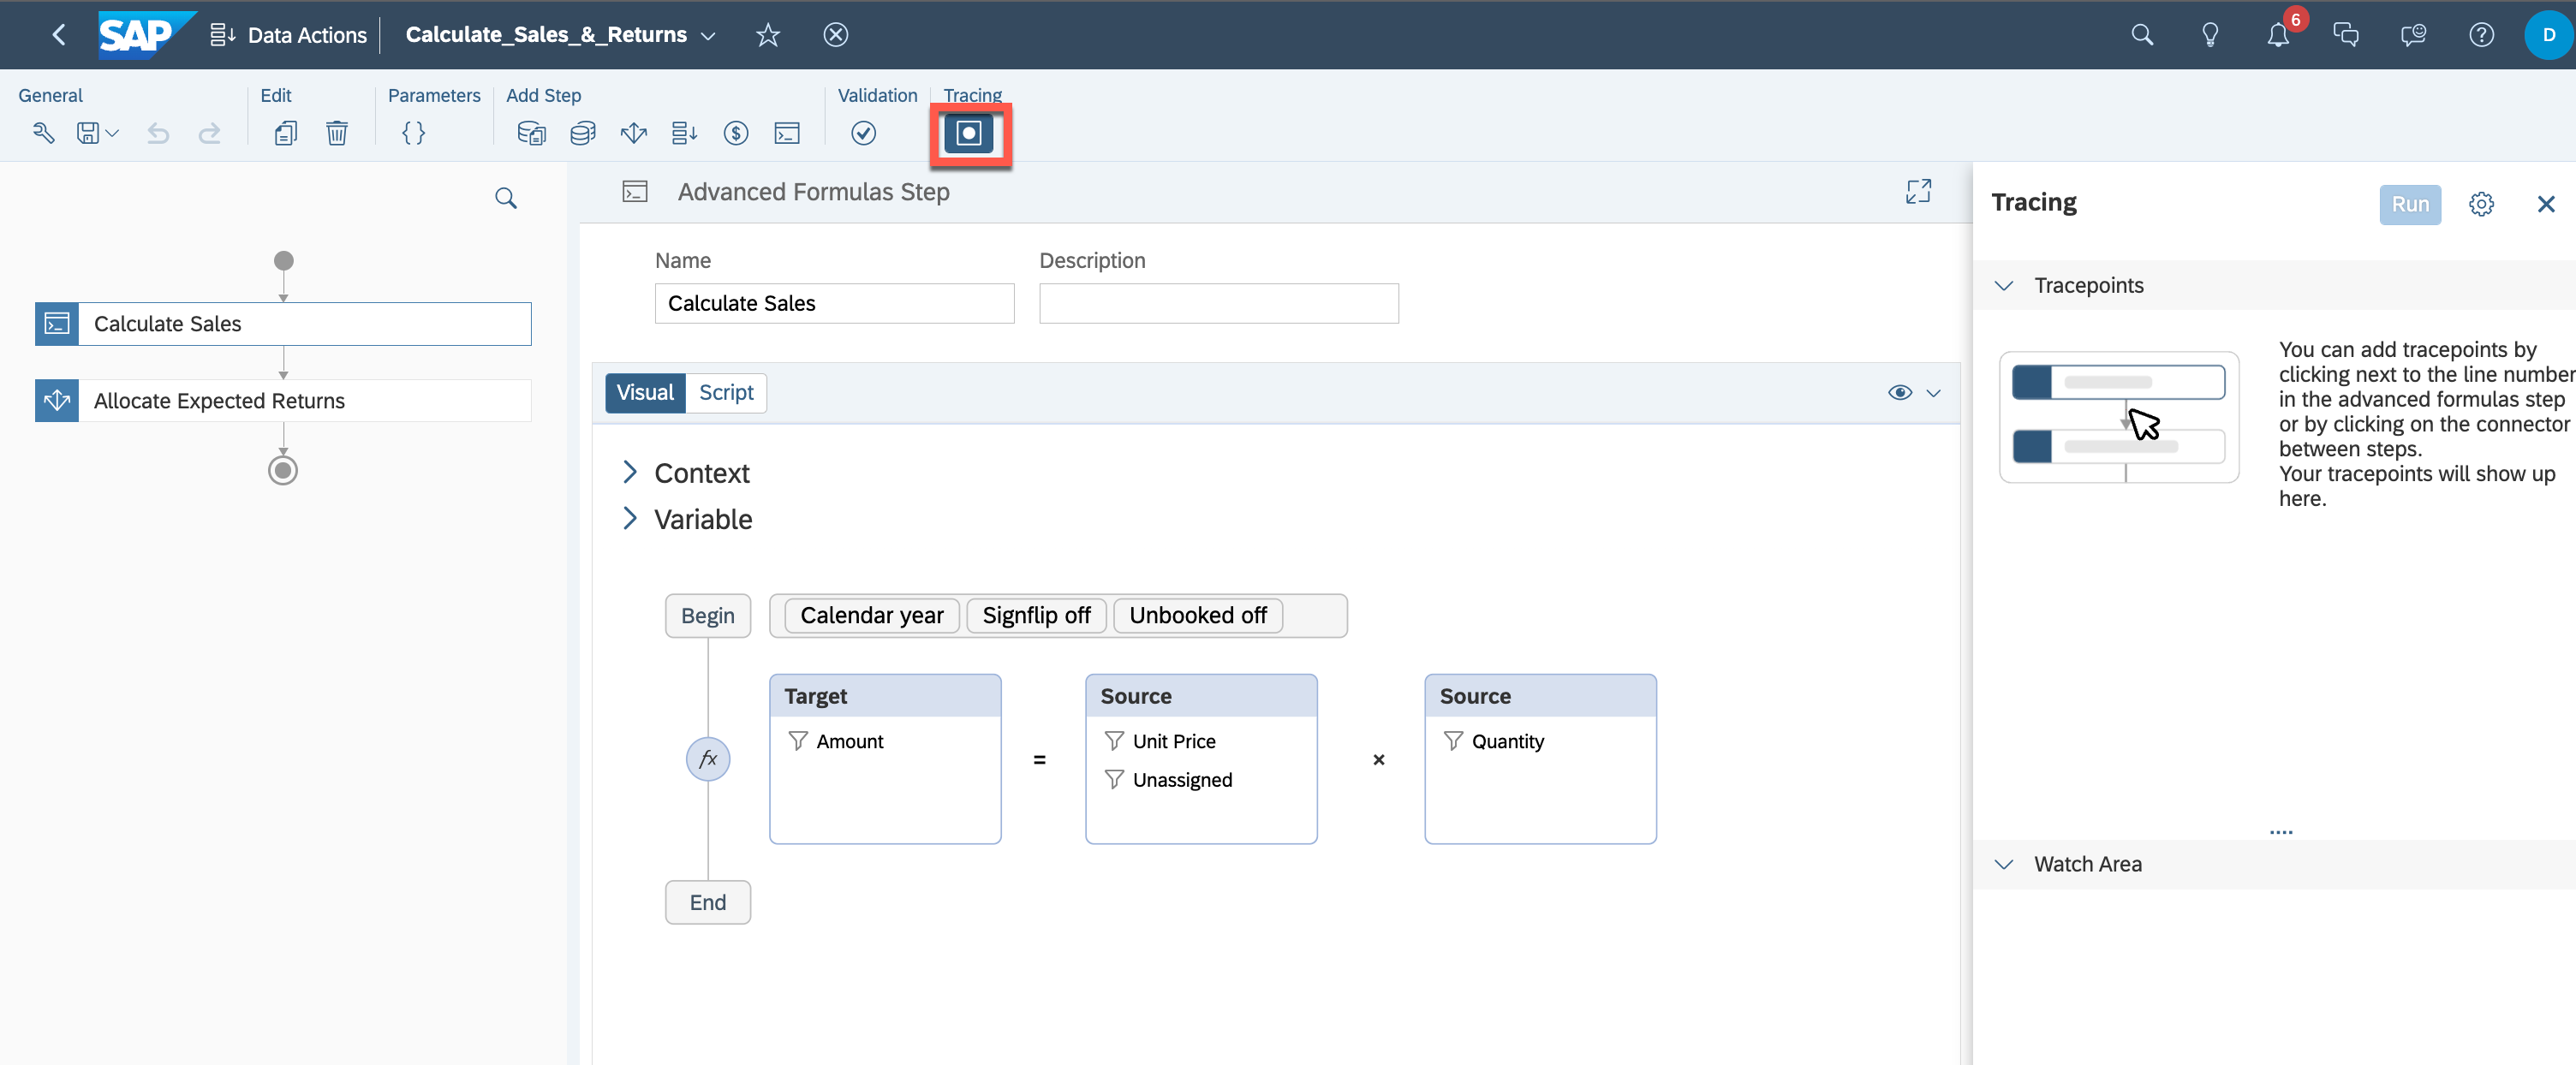 SAP Data Actions Calculate_Sales_&_Returns 6 D
General Edit Parameters Add Step Validation Tracing
Advanced Formulas Step
Name Description
Calculate Sales
Calculate Sales
Allocate Expected Returns
Visual Script
Context
Variable
Begin Calendar year Signflip off Unbooked off
Target Source Source
fx Amount = Unit Price × Quantity
Unassigned
End
Tracing Run
Tracepoints
You can add tracepoints by
clicking next to the line number
in the advanced formulas step
or by clicking on the connector
between steps.
Your tracepoints will show up
here.
Watch Area